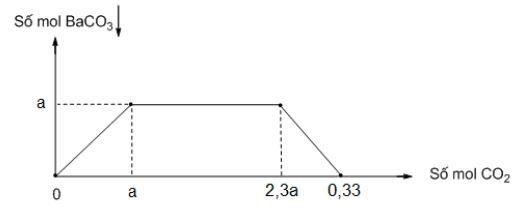 Số mol BaCO3
a
0
a
2,3a
0,33
Số mol CO2